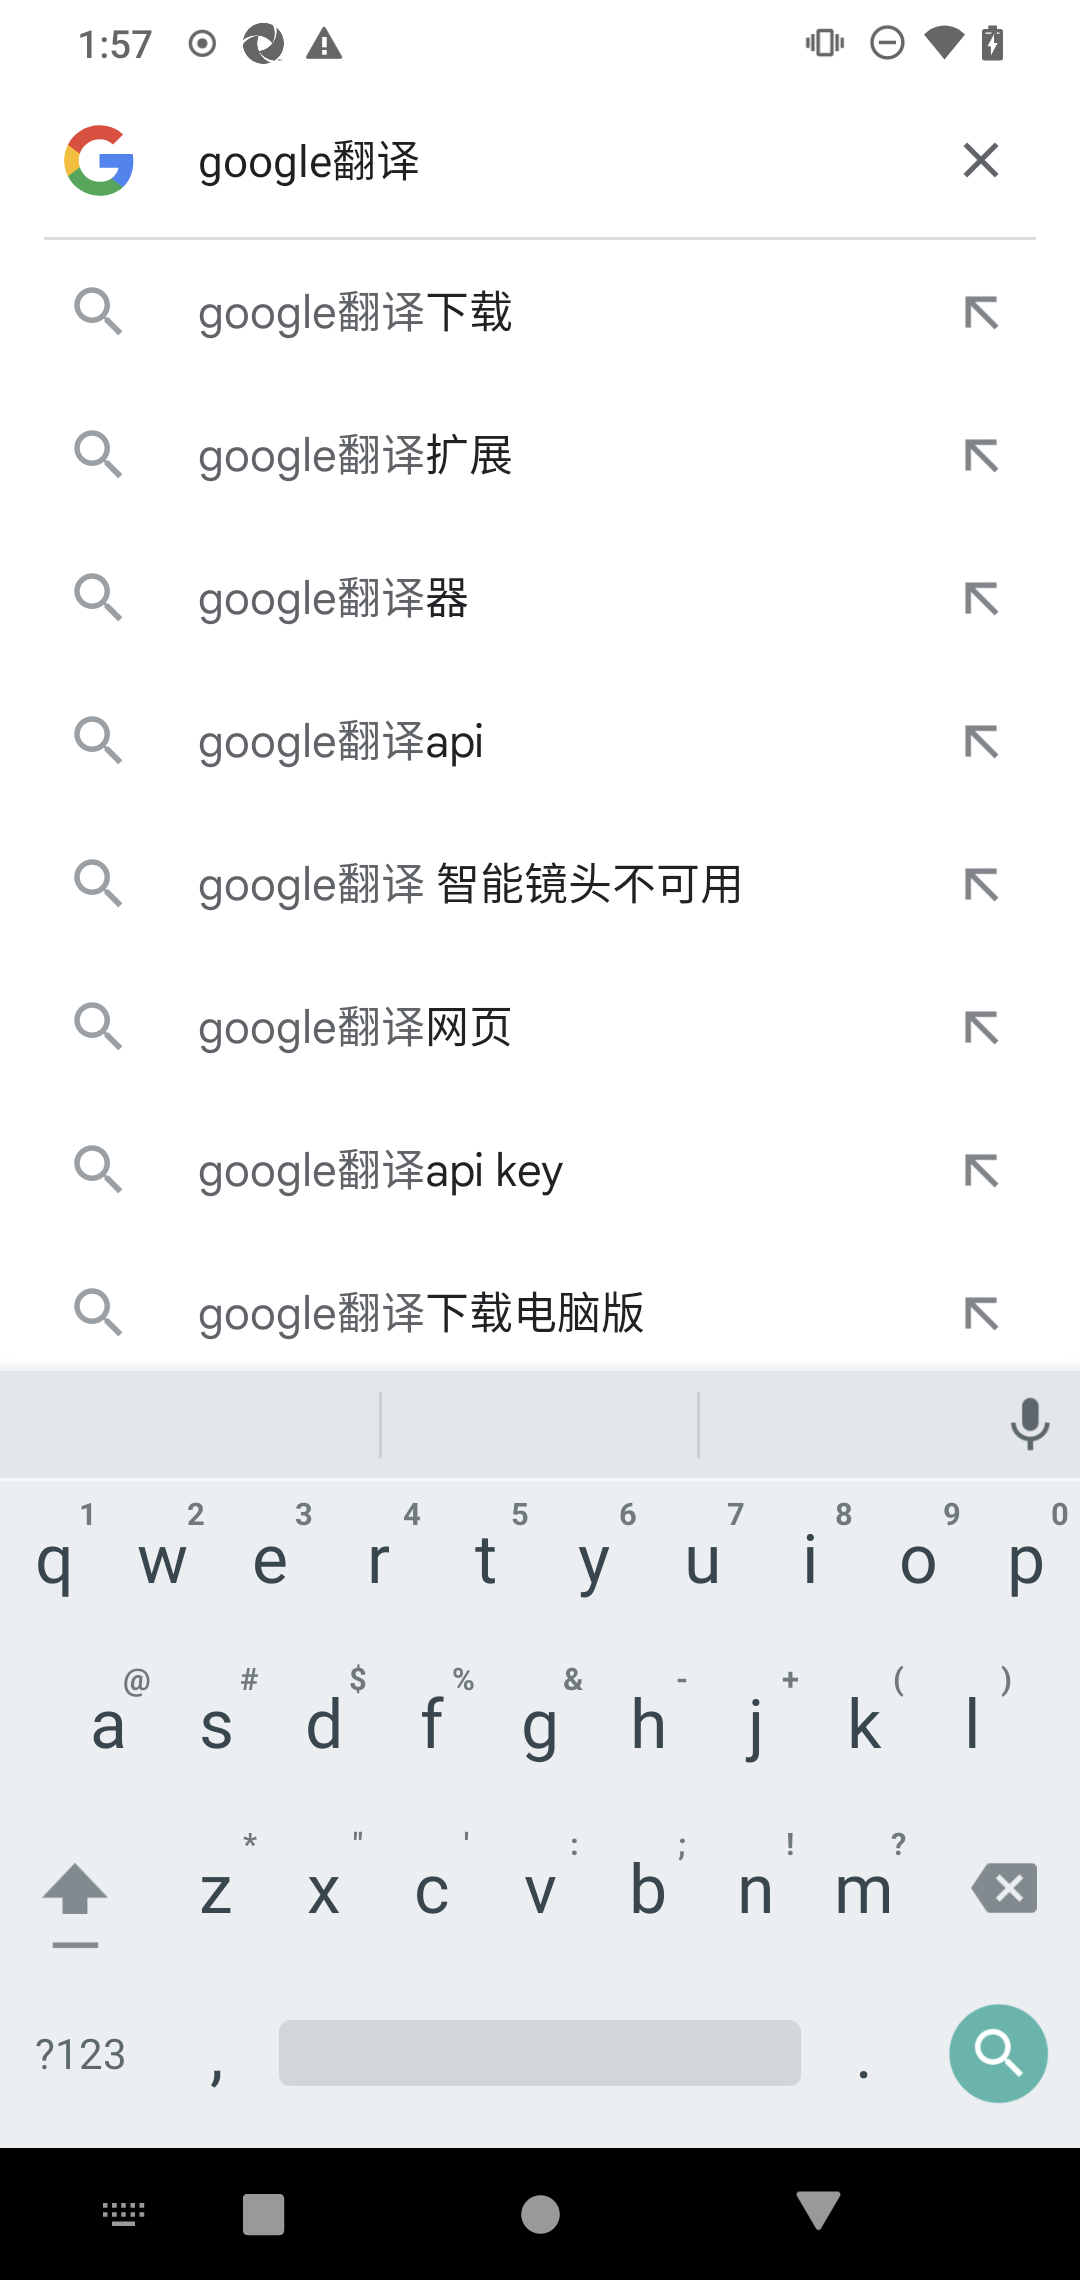 1:57
google翻译
google翻译下载
google翻译扩展
google翻译器
google翻译api
google翻译 智能镜头不可用
google翻译网页
google翻译api key
google翻译下载电脑版
1 2 3 4 5 6 7 8 9 0
q w e r t y u i o p
@ # $ % & - + ( )
a s d f g h j k l
* " ' : ; ! ?
z x c v b n m
?123 , .